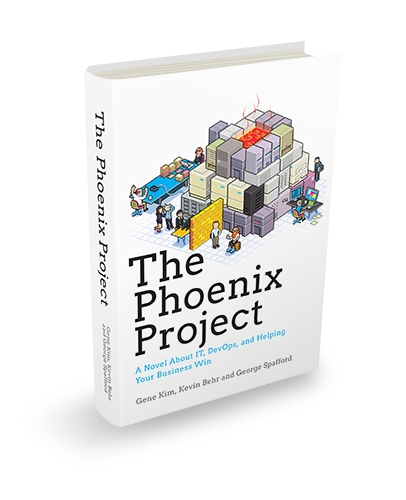 The Phoenix Project
Gene Kim, Kevin Behr
and George Spafford
The
Phoenix
Project
A Novel About IT, DevOps, and Helping
Your Business Win
Gene Kim, Kevin Behr and George Spafford